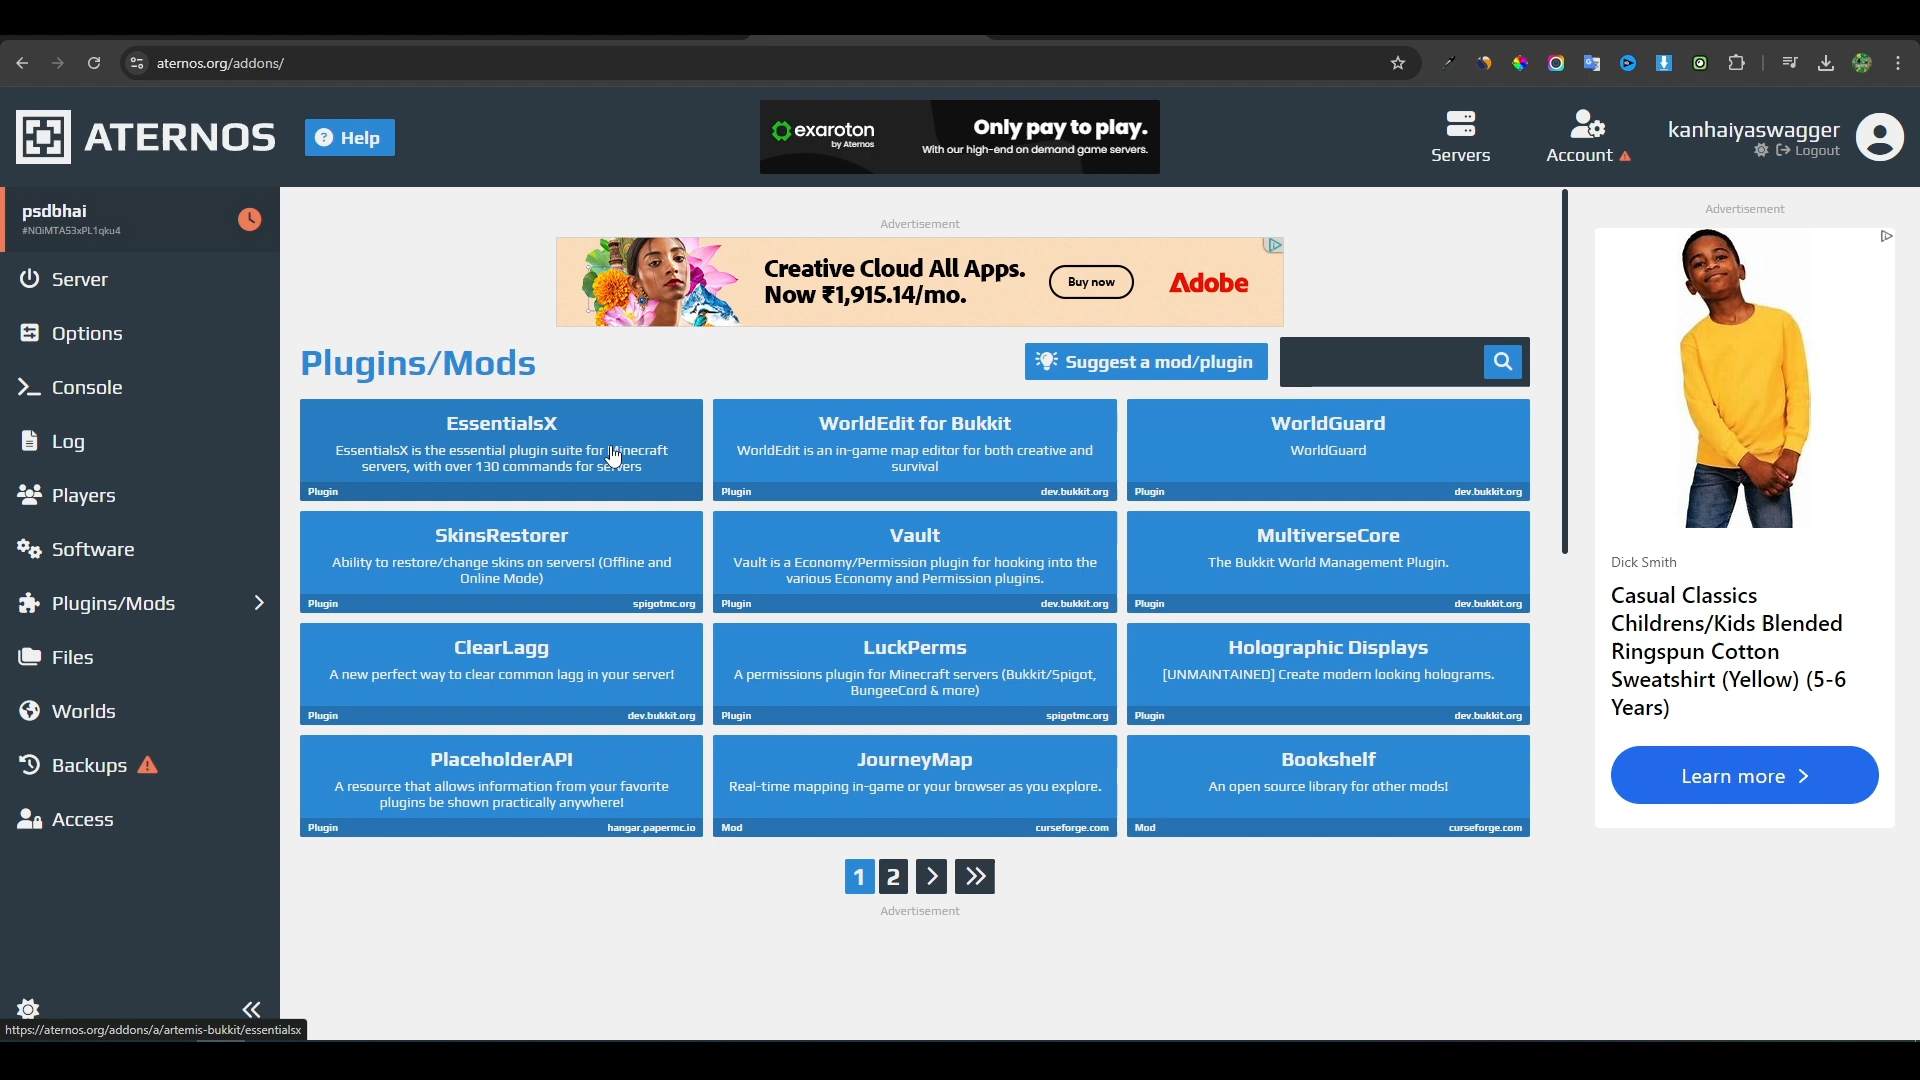 aternos.org/addons/
ATERNOS
Help
exaroton
by Aternos
Only pay to play.
With our high-end on demand game servers.
Servers
Account
kanhaiyaswagger
Logout
psdbhai
Server
Options
Console
Log
Players
Software
Plugins/Mods
Files
Worlds
Backups
Access
https://aternos.org/addons/a/artemis-bukkit/essentialsx
Advertisement
Creative Cloud All Apps.
Now ₹1,915.14/mo.
Buy now
Adobe
Plugins/Mods
Suggest a mod/plugin
EssentialsX
EssentialsX is the essential plugin suite for Minecraft
servers, with over 130 commands for servers
Plugin
WorldEdit for Bukkit
WorldEdit is an in-game map editor for both creative and
survival
Plugin dev.bukkit.org
WorldGuard
WorldGuard
Plugin dev.bukkit.org
SkinsRestorer
Ability to restore/change skins on servers! (Offline and
Online Mode)
Plugin spigotmc.org
Vault
Vault is a Economy/Permission plugin for hooking into the
various Economy and Permission plugins.
Plugin dev.bukkit.org
MultiverseCore
The Bukkit World Management Plugin.
Plugin dev.bukkit.org
ClearLagg
A new perfect way to clear common lagg in your server!
Plugin dev.bukkit.org
LuckPerms
A permissions plugin for Minecraft servers (Bukkit/Spigot,
BungeeCord & more)
Plugin spigotmc.org
Holographic Displays
[UNMAINTAINED] Create modern looking holograms.
Plugin dev.bukkit.org
PlaceholderAPI
A resource that allows information from your favorite
plugins be shown practically anywhere!
Plugin hangar.papermc.io
JourneyMap
Real-time mapping in-game or your browser as you explore.
Mod curseforge.com
Bookshelf
An open source library for other mods!
Mod curseforge.com
1 2
Advertisement
Advertisement
Dick Smith
Casual Classics
Childrens/Kids Blended
Ringspun Cotton
Sweatshirt (Yellow) (5-6
Years)
Learn more